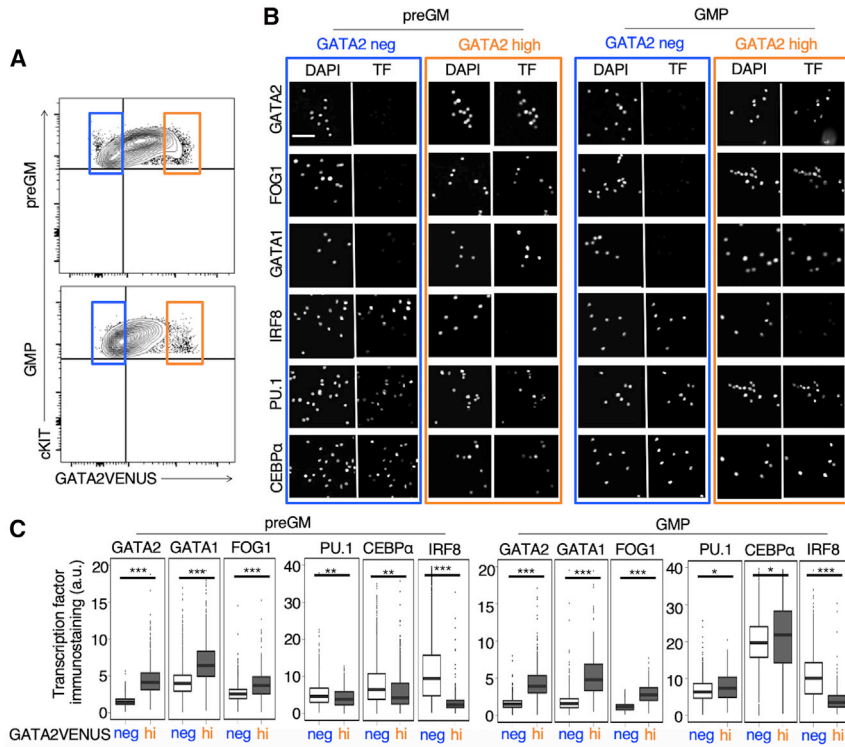 A
preGM
GMP
cKIT
GATA2VENUS
B
preGM GMP
GATA2 neg GATA2 high GATA2 neg GATA2 high
DAPI TF DAPI TF DAPI TF DAPI TF
GATA2
FOG1
GATA1
IRF8
PU.1
CEBPα
C
preGM GMP
GATA2 GATA1 FOG1 PU.1 CEBPα IRF8 GATA2 GATA1 FOG1 PU.1 CEBPα IRF8
*** *** *** ** ** *** *** *** *** * * ***
Transcription factor
immunostaining (a.u.)
20 40 20 40
15 30 15 30
10 20 10 20
5 10 5 10
0 0 0 0
GATA2VENUS neg hi neg hi neg hi neg hi neg hi neg hi neg hi neg hi neg hi neg hi neg hi neg hi